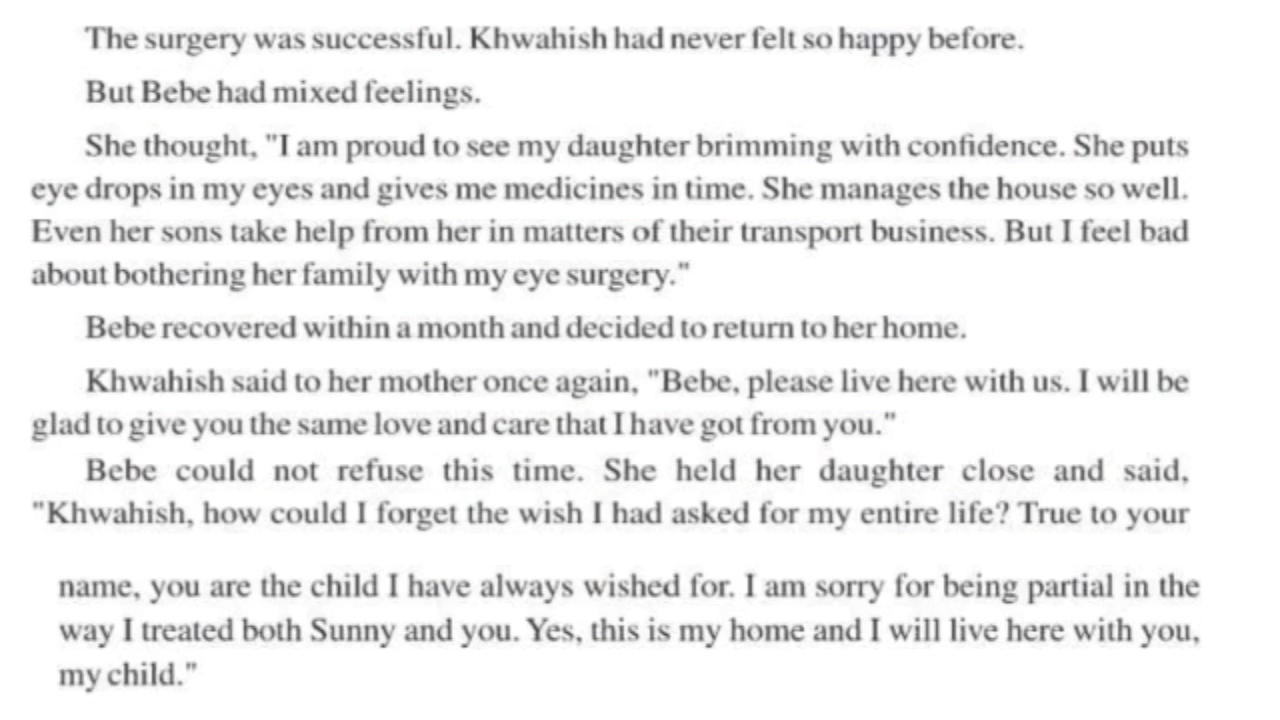 The surgery was successful. Khwahish had never felt so happy before.
But Bebe had mixed feelings.
She thought, "I am proud to see my daughter brimming with confidence. She puts
eye drops in my eyes and gives me medicines in time. She manages the house so well.
Even her sons take help from her in matters of their transport business. But I feel bad
about bothering her family with my eye surgery."
Bebe recovered within a month and decided to return to her home.
Khwahish said to her mother once again, "Bebe, please live here with us. I will be
glad to give you the same love and care that I have got from you."
Bebe could not refuse this time. She held her daughter close and said,
"Khwahish, how could I forget the wish I had asked for my entire life? True to your
name, you are the child I have always wished for. I am sorry for being partial in the
way I treated both Sunny and you. Yes, this is my home and I will live here with you,
my child."